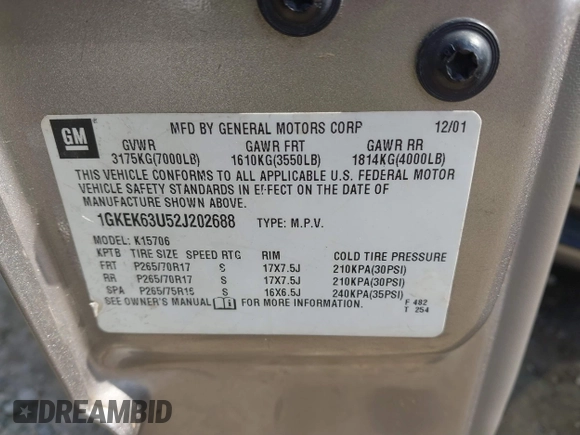 GM
MFD BY GENERAL MOTORS CORP 12/01
GVWR GAWR FRT GAWR RR
3175KG(7000LB) 1610KG(3550LB) 1814KG(4000LB)
THIS VEHICLE CONFORMS TO ALL APPLICABLE U.S. FEDERAL MOTOR
VEHICLE SAFETY STANDARDS IN EFFECT ON THE DATE OF
MANUFACTURE SHOWN ABOVE.
1GKEK63U52J202688 TYPE: M.P.V.
MODEL: K15706
KPTB TIRE SIZE SPEED RTG RIM COLD TIRE PRESSURE
FRT P265/70R17 S 17X7.5J 210KPA(30PSI)
RR P265/70R17 S 17X7.5J 210KPA(30PSI)
SPA P265/75R16 S 16X6.5J 240KPA(35PSI)
SEE OWNER'S MANUAL FOR MORE INFORMATION. F 482
T 254
DREAMBID